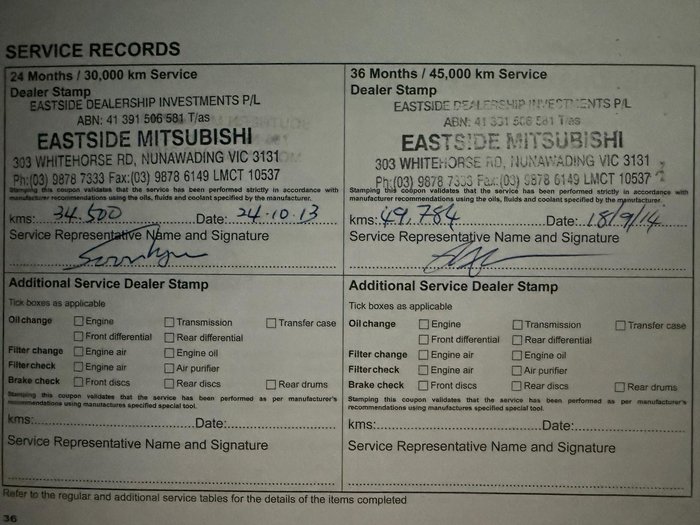 SERVICE RECORDS
24 Months / 30,000 km Service
Dealer Stamp
EASTSIDE DEALERSHIP INVESTMENTS P/L
ABN: 41 391 506 581 T/as
EASTSIDE MITSUBISHI
303 WHITEHORSE RD, NUNAWADING VIC 3131
Ph:(03) 9878 7333 Fax:(03) 9878 6149 LMCT 10537
Stamping this coupon validates that the service has been performed strictly in accordance with
manufacturer recommendations using the oils, fluids and coolant specified by the manufacturer.
kms: 34,500 Date: 24.10.13
Service Representative Name and Signature
Additional Service Dealer Stamp
Tick boxes as applicable
Oil change Engine Transmission Transfer case
Front differential Rear differential
Filter change Engine air Engine oil
Filter check Engine air Air purifier
Brake check Front discs Rear discs Rear drums
Stamping this coupon validates that the service has been performed as per manufacturer's
recommendations using manufactures specified special tool.
kms: Date:
Service Representative Name and Signature
36 Months / 45,000 km Service
Dealer Stamp
EASTSIDE DEALERSHIP INVESTMENTS P/L
ABN: 41 391 506 581 T/as
EASTSIDE MITSUBISHI
303 WHITEHORSE RD, NUNAWADING VIC 3131
Ph:(03) 9878 7333 Fax:(03) 9878 6149 LMCT 10537
Stamping this coupon validates that the service has been performed strictly in accordance with
manufacturer recommendations using the oils, fluids and coolant specified by the manufacturer.
kms: 49,784 Date: 18/9/14
Service Representative Name and Signature
Additional Service Dealer Stamp
Tick boxes as applicable
Oil change Engine Transmission Transfer case
Front differential Rear differential
Filter change Engine air Engine oil
Filter check Engine air Air purifier
Brake check Front discs Rear discs Rear drums
Stamping this coupon validates that the service has been performed as per manufacturer's
recommendations using manufactures specified special tool.
kms: Date:
Service Representative Name and Signature
Refer to the regular and additional service tables for the details of the items completed
36